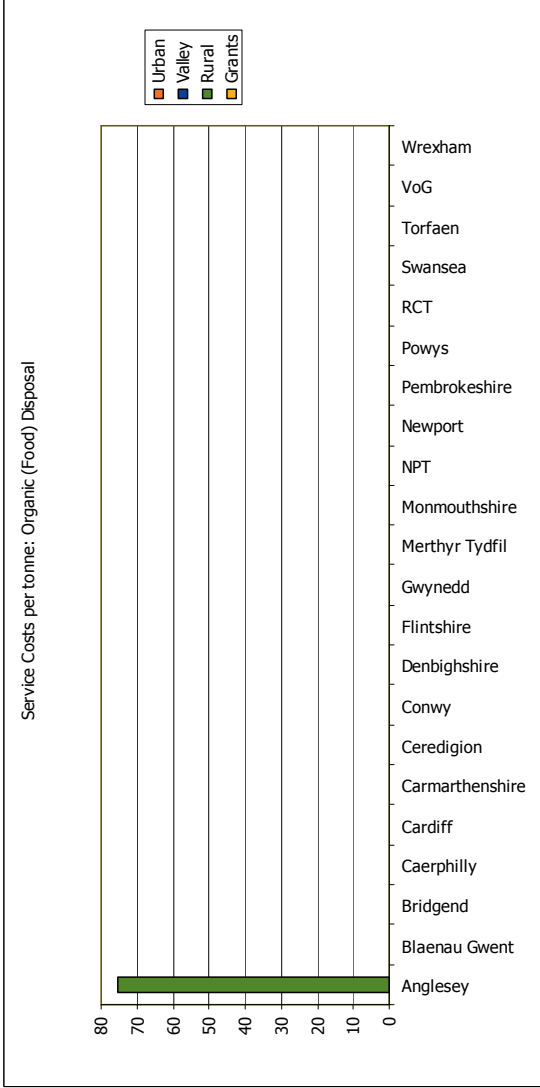 Service Costs per tonne: Organic (Food) Disposal
80
70
60
50
40
30
20
10
0
Anglesey
Blaenau Gwent
Bridgend
Caerphilly
Cardiff
Carmarthenshire
Ceredigion
Conwy
Denbighshire
Flintshire
Gwynedd
Merthyr Tydfil
Monmouthshire
NPT
Newport
Pembrokeshire
Powys
RCT
Swansea
Torfaen
VoG
Wrexham
Urban
Valley
Rural
Grants